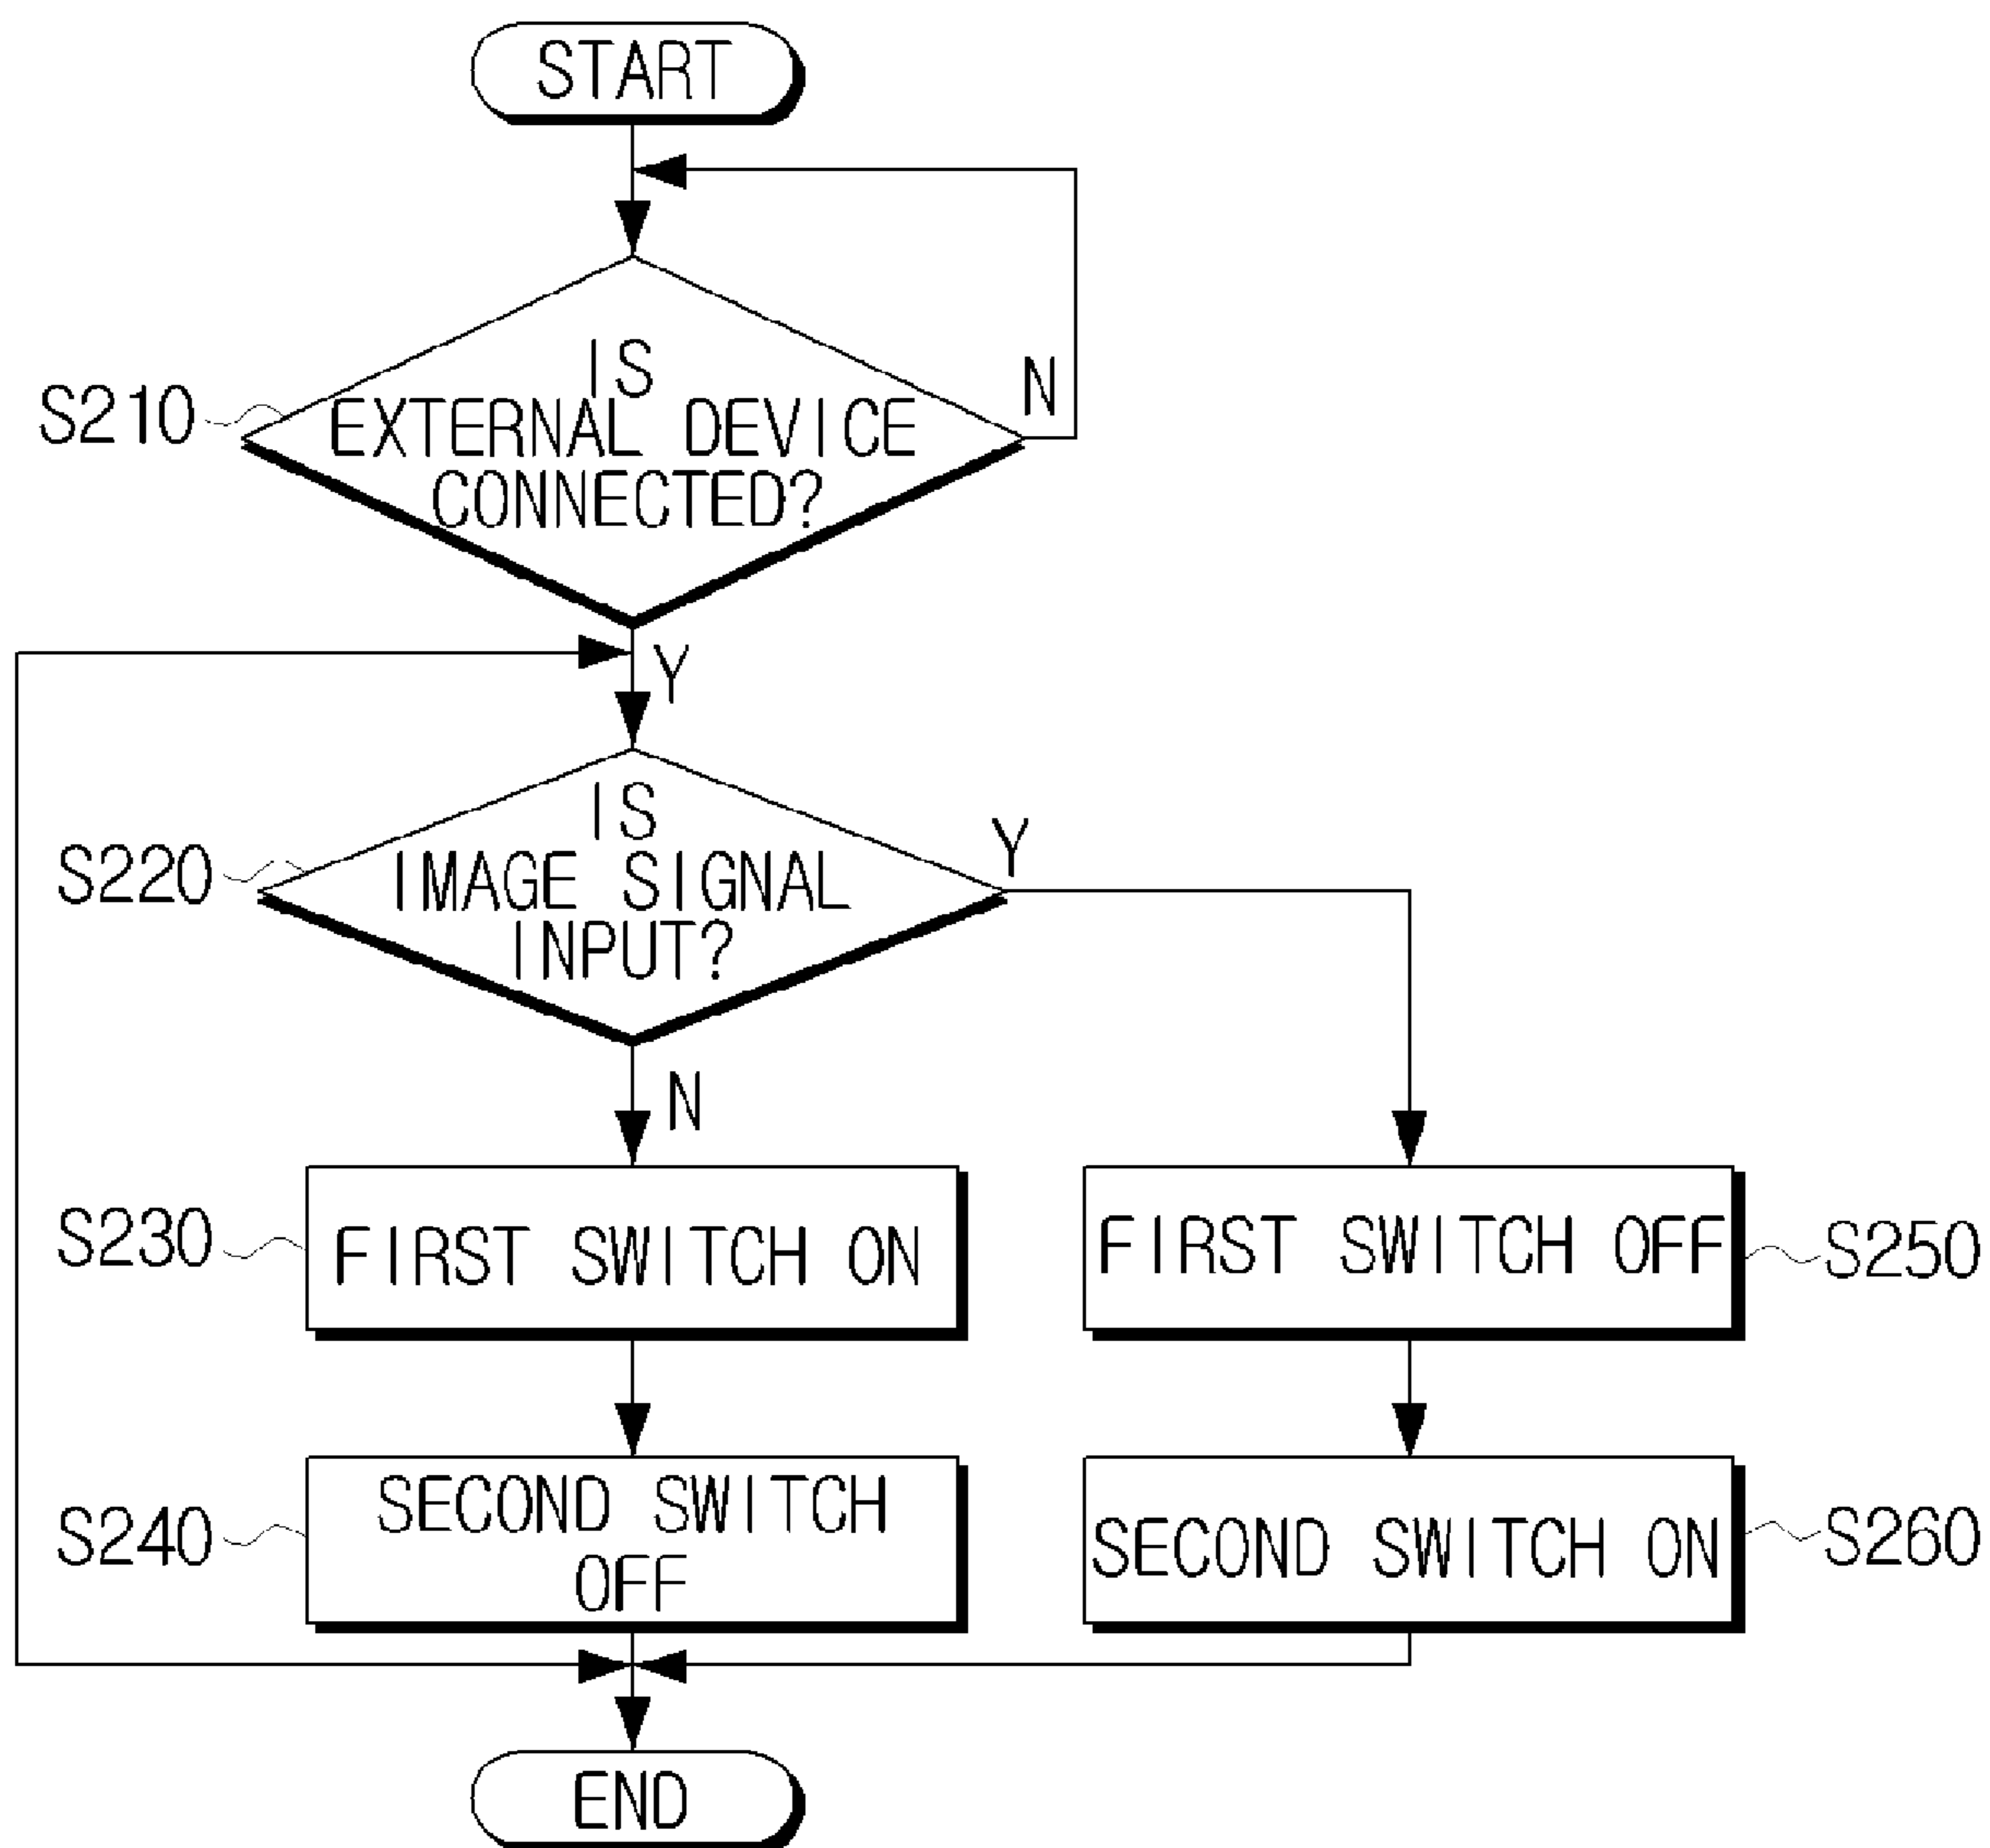 START
IS
EXTERNAL DEVICE
CONNECTED?
N
S210
Y
IS
IMAGE SIGNAL
INPUT?
Y
S220
N
S230
FIRST SWITCH ON
FIRST SWITCH OFF
S250
S240
SECOND SWITCH
OFF
SECOND SWITCH ON
S260
END